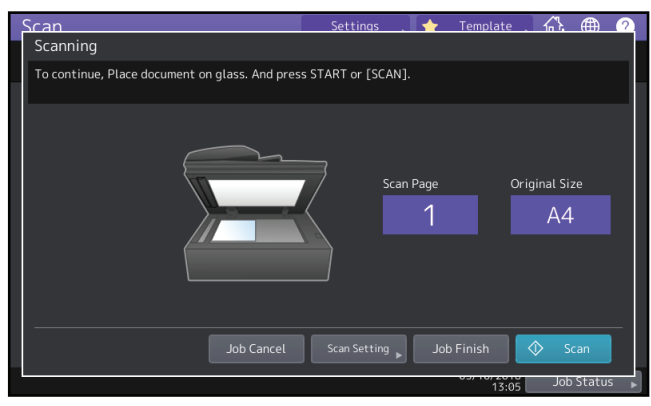 Scan
Settings
Template
Scanning
To continue, Place document on glass. And press START or [SCAN].
Scan Page
Original Size
1
A4
Job Cancel
Scan Setting
Job Finish
Scan
13:05
Job Status